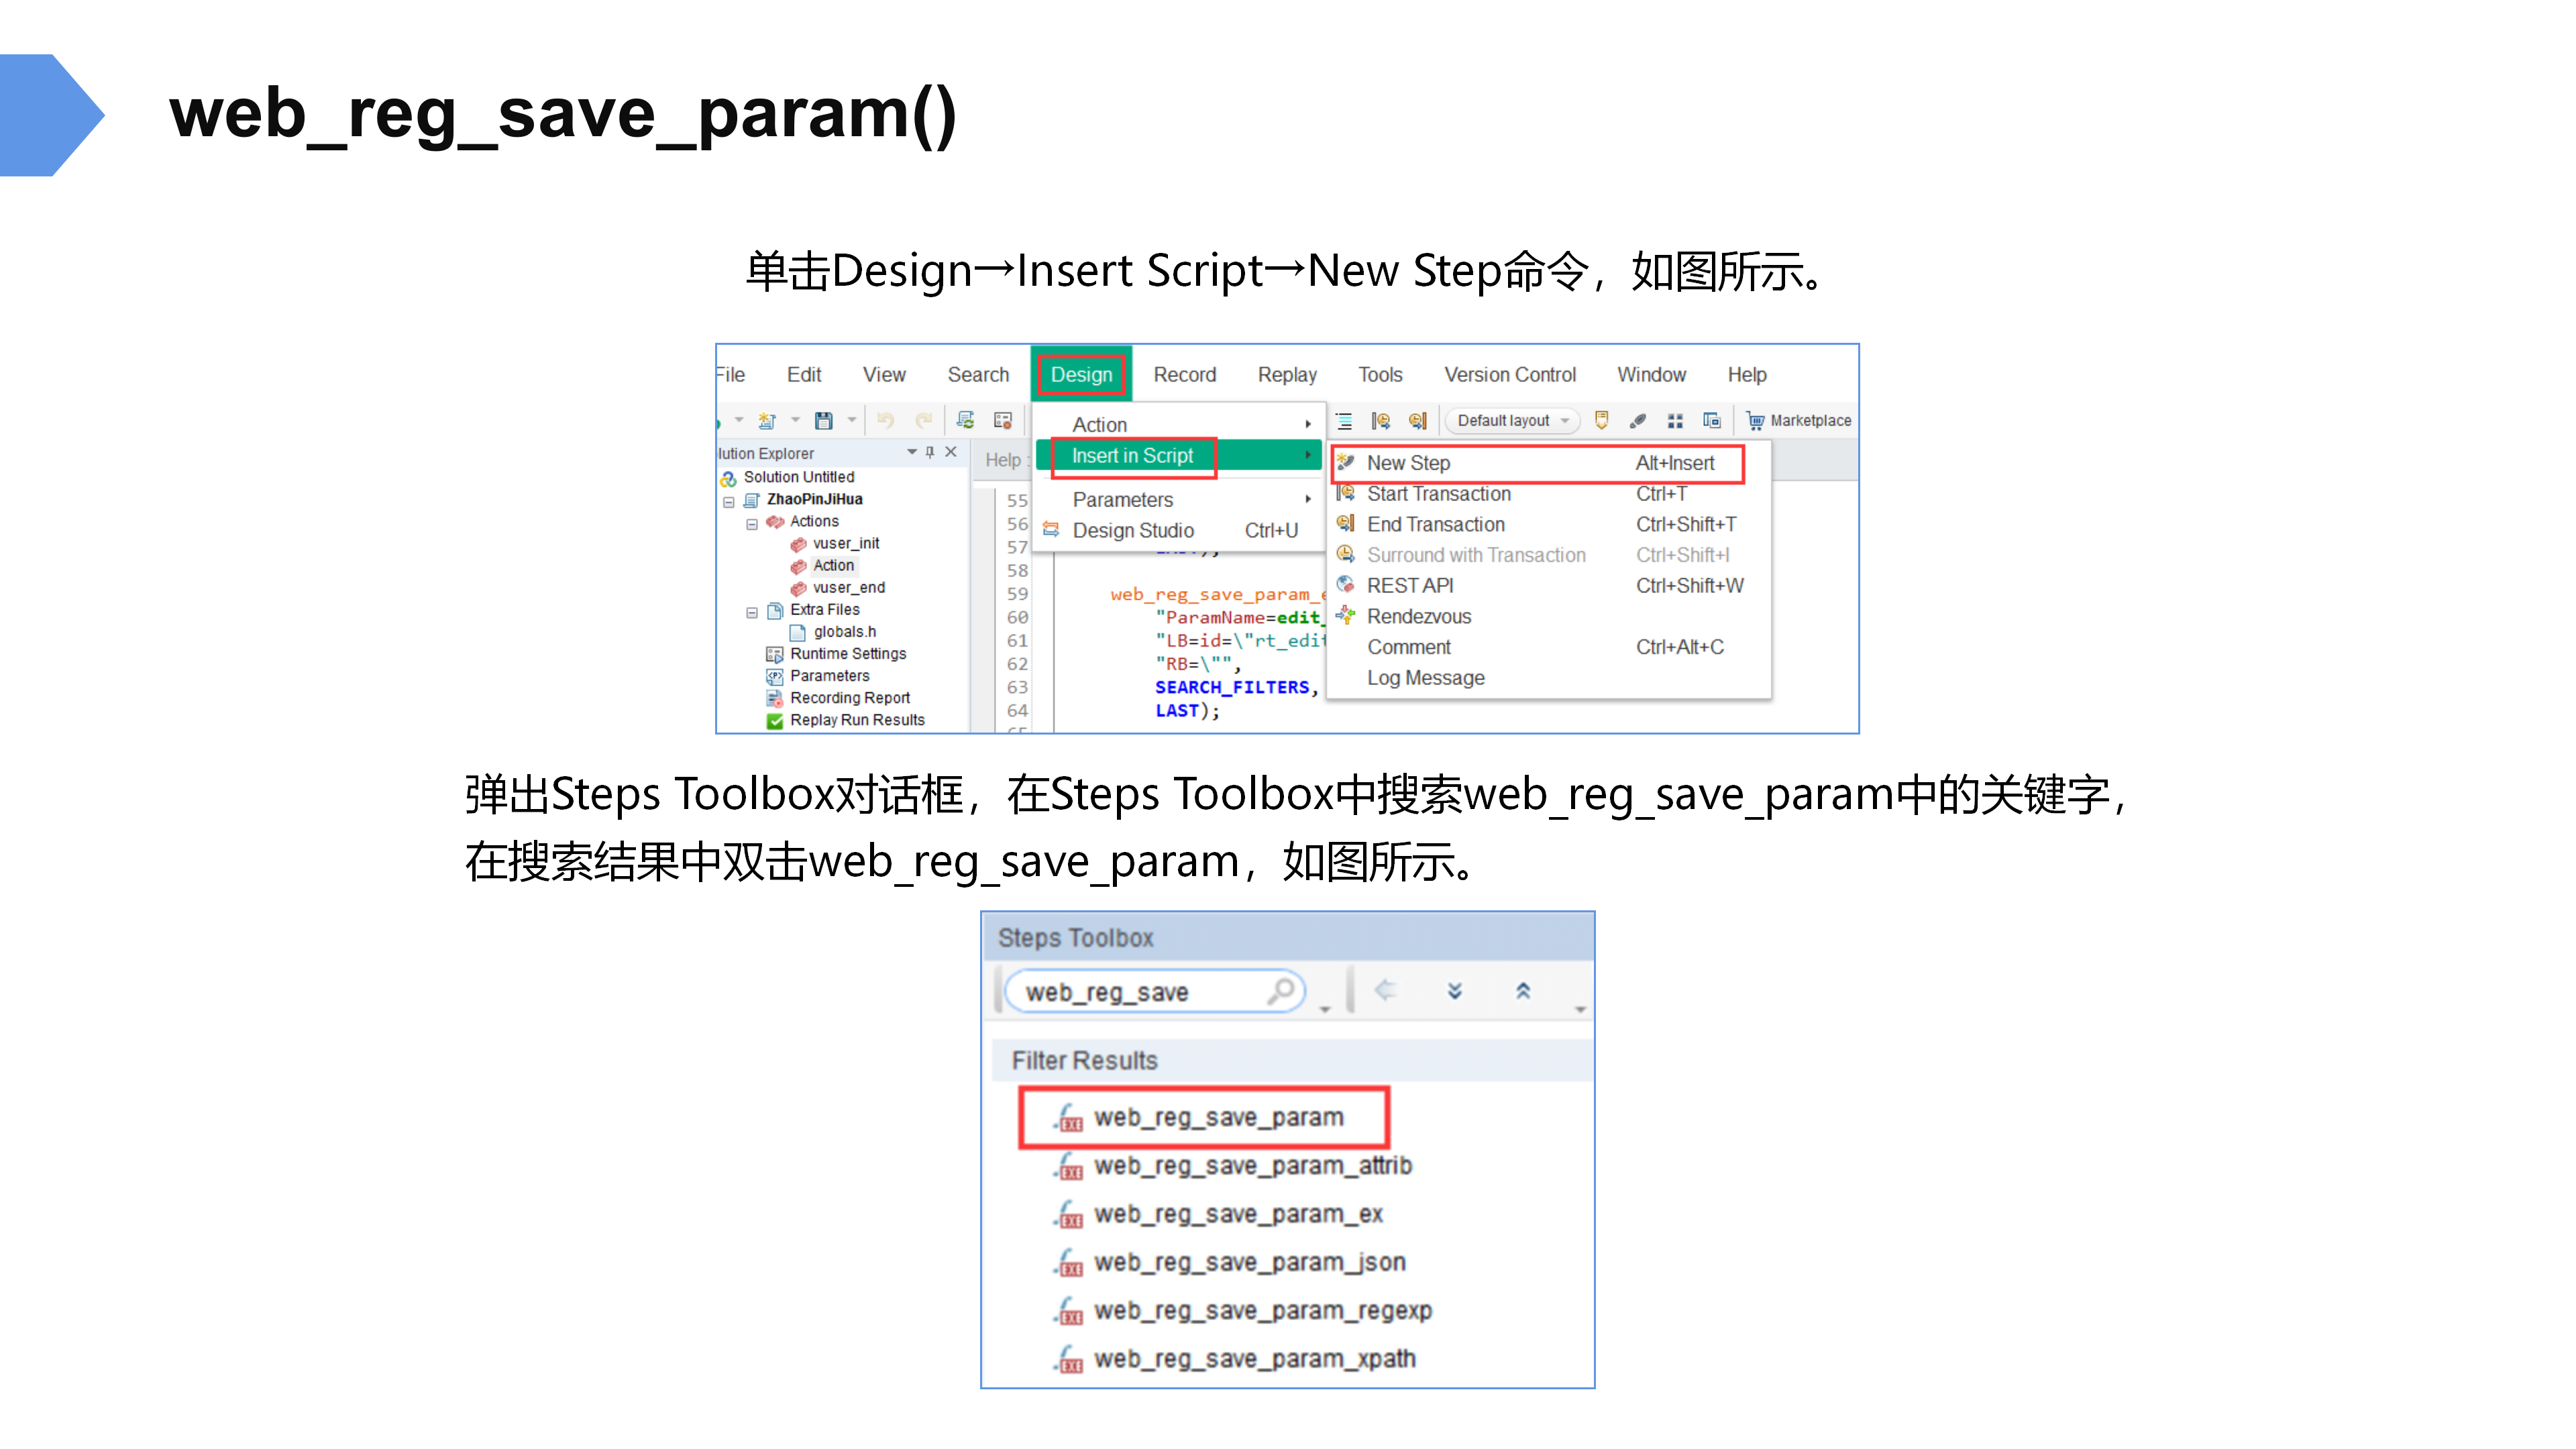 web_reg_save_param()
单击Design→Insert Script→New Step命令，如图所示。
File Edit View Search Design Record Replay Tools Version Control Window Help
Default layout Marketplace
Action
Insert in Script
Parameters
Design Studio Ctrl+U
New Step Alt+Insert
Start Transaction Ctrl+T
End Transaction Ctrl+Shift+T
Surround with Transaction Ctrl+Shift+I
REST API Ctrl+Shift+W
Rendezvous
Comment Ctrl+Alt+C
Log Message
lution Explorer
Solution Untitled
ZhaoPinJiHua
Actions
vuser_init
Action
vuser_end
Extra Files
globals.h
Runtime Settings
Parameters
Recording Report
Replay Run Results
Help :
55
56
57
58
59 web_reg_save_param_e
60 "ParamName=edit_
61 "LB=id=\"rt_edit
62 "RB=\"",
63 SEARCH_FILTERS,
64 LAST);
弹出Steps Toolbox对话框，在Steps Toolbox中搜索web_reg_save_param中的关键字，
在搜索结果中双击web_reg_save_param，如图所示。
Steps Toolbox
web_reg_save
Filter Results
web_reg_save_param
web_reg_save_param_attrib
web_reg_save_param_ex
web_reg_save_param_json
web_reg_save_param_regexp
web_reg_save_param_xpath